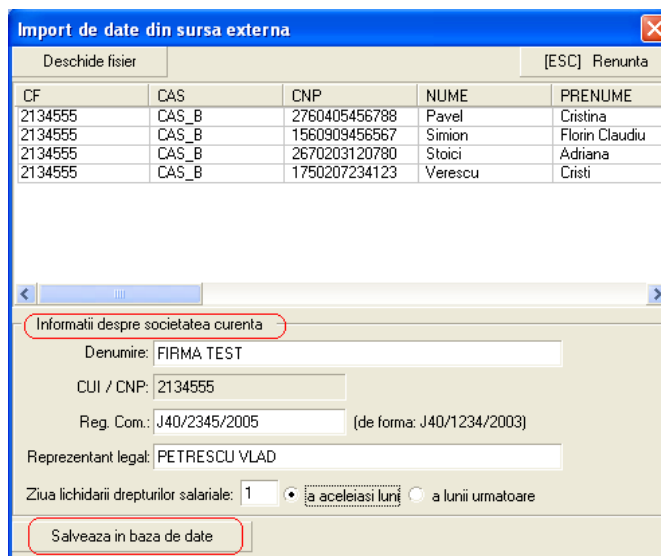 Import de date din sursa externa
Deschide fisier [ESC] Renunta
CF CAS CNP NUME PRENUME
2134555 CAS_B 2760405456788 Pavel Cristina
2134555 CAS_B 1560909456567 Simion Florin Claudiu
2134555 CAS_B 2670203120780 Stoici Adriana
2134555 CAS_B 1750207234123 Verescu Cristi
Informatii despre societatea curenta
Denumire: FIRMA TEST
CUI / CNP: 2134555
Reg. Com.: J40/2345/2005 (de forma: J40/1234/2003)
Reprezentant legal: PETRESCU VLAD
Ziua lichidarii drepturilor salariale: 1 a aceleiasi luni a lunii urmatoare
Salveaza in baza de date